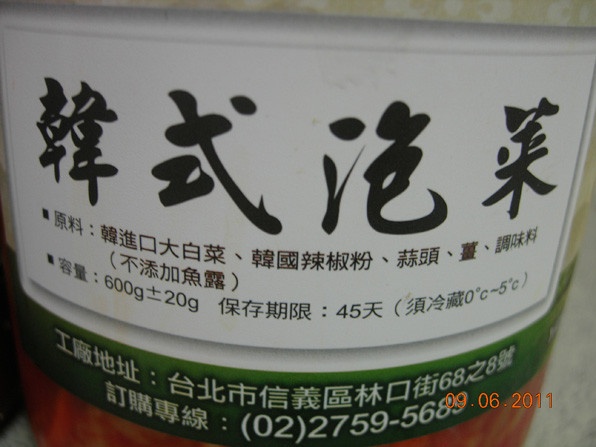 韓式泡菜
■ 原料：韓進口大白菜、韓國辣椒粉、蒜頭、薑、調味料
（不添加魚露）
■ 容量：600g±20g 保存期限：45天（須冷藏0°c~5°c）
工廠地址：台北市信義區林口街68之8號
訂購專線：(02)2759-568
09.06.2011